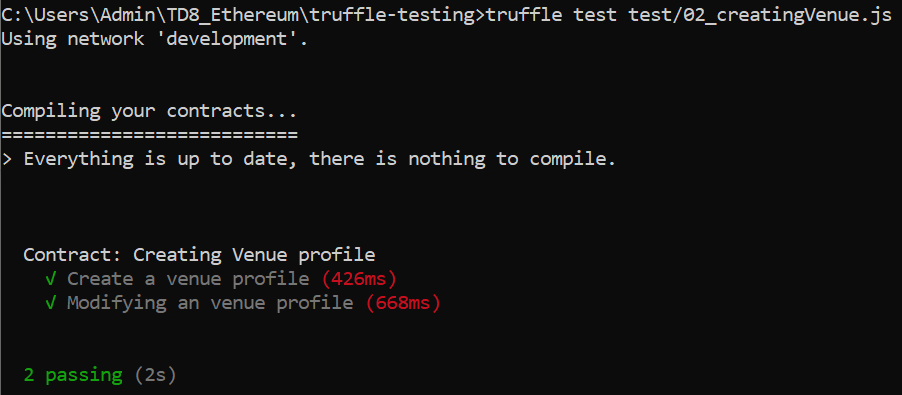 C:\Users\Admin\TD8_Ethereum\truffle-testing>truffle test test/02_creatingVenue.js
Using network 'development'.
Compiling your contracts...
===========================
> Everything is up to date, there is nothing to compile.
Contract: Creating Venue profile
√ Create a venue profile (426ms)
√ Modifying an venue profile (668ms)
2 passing (2s)